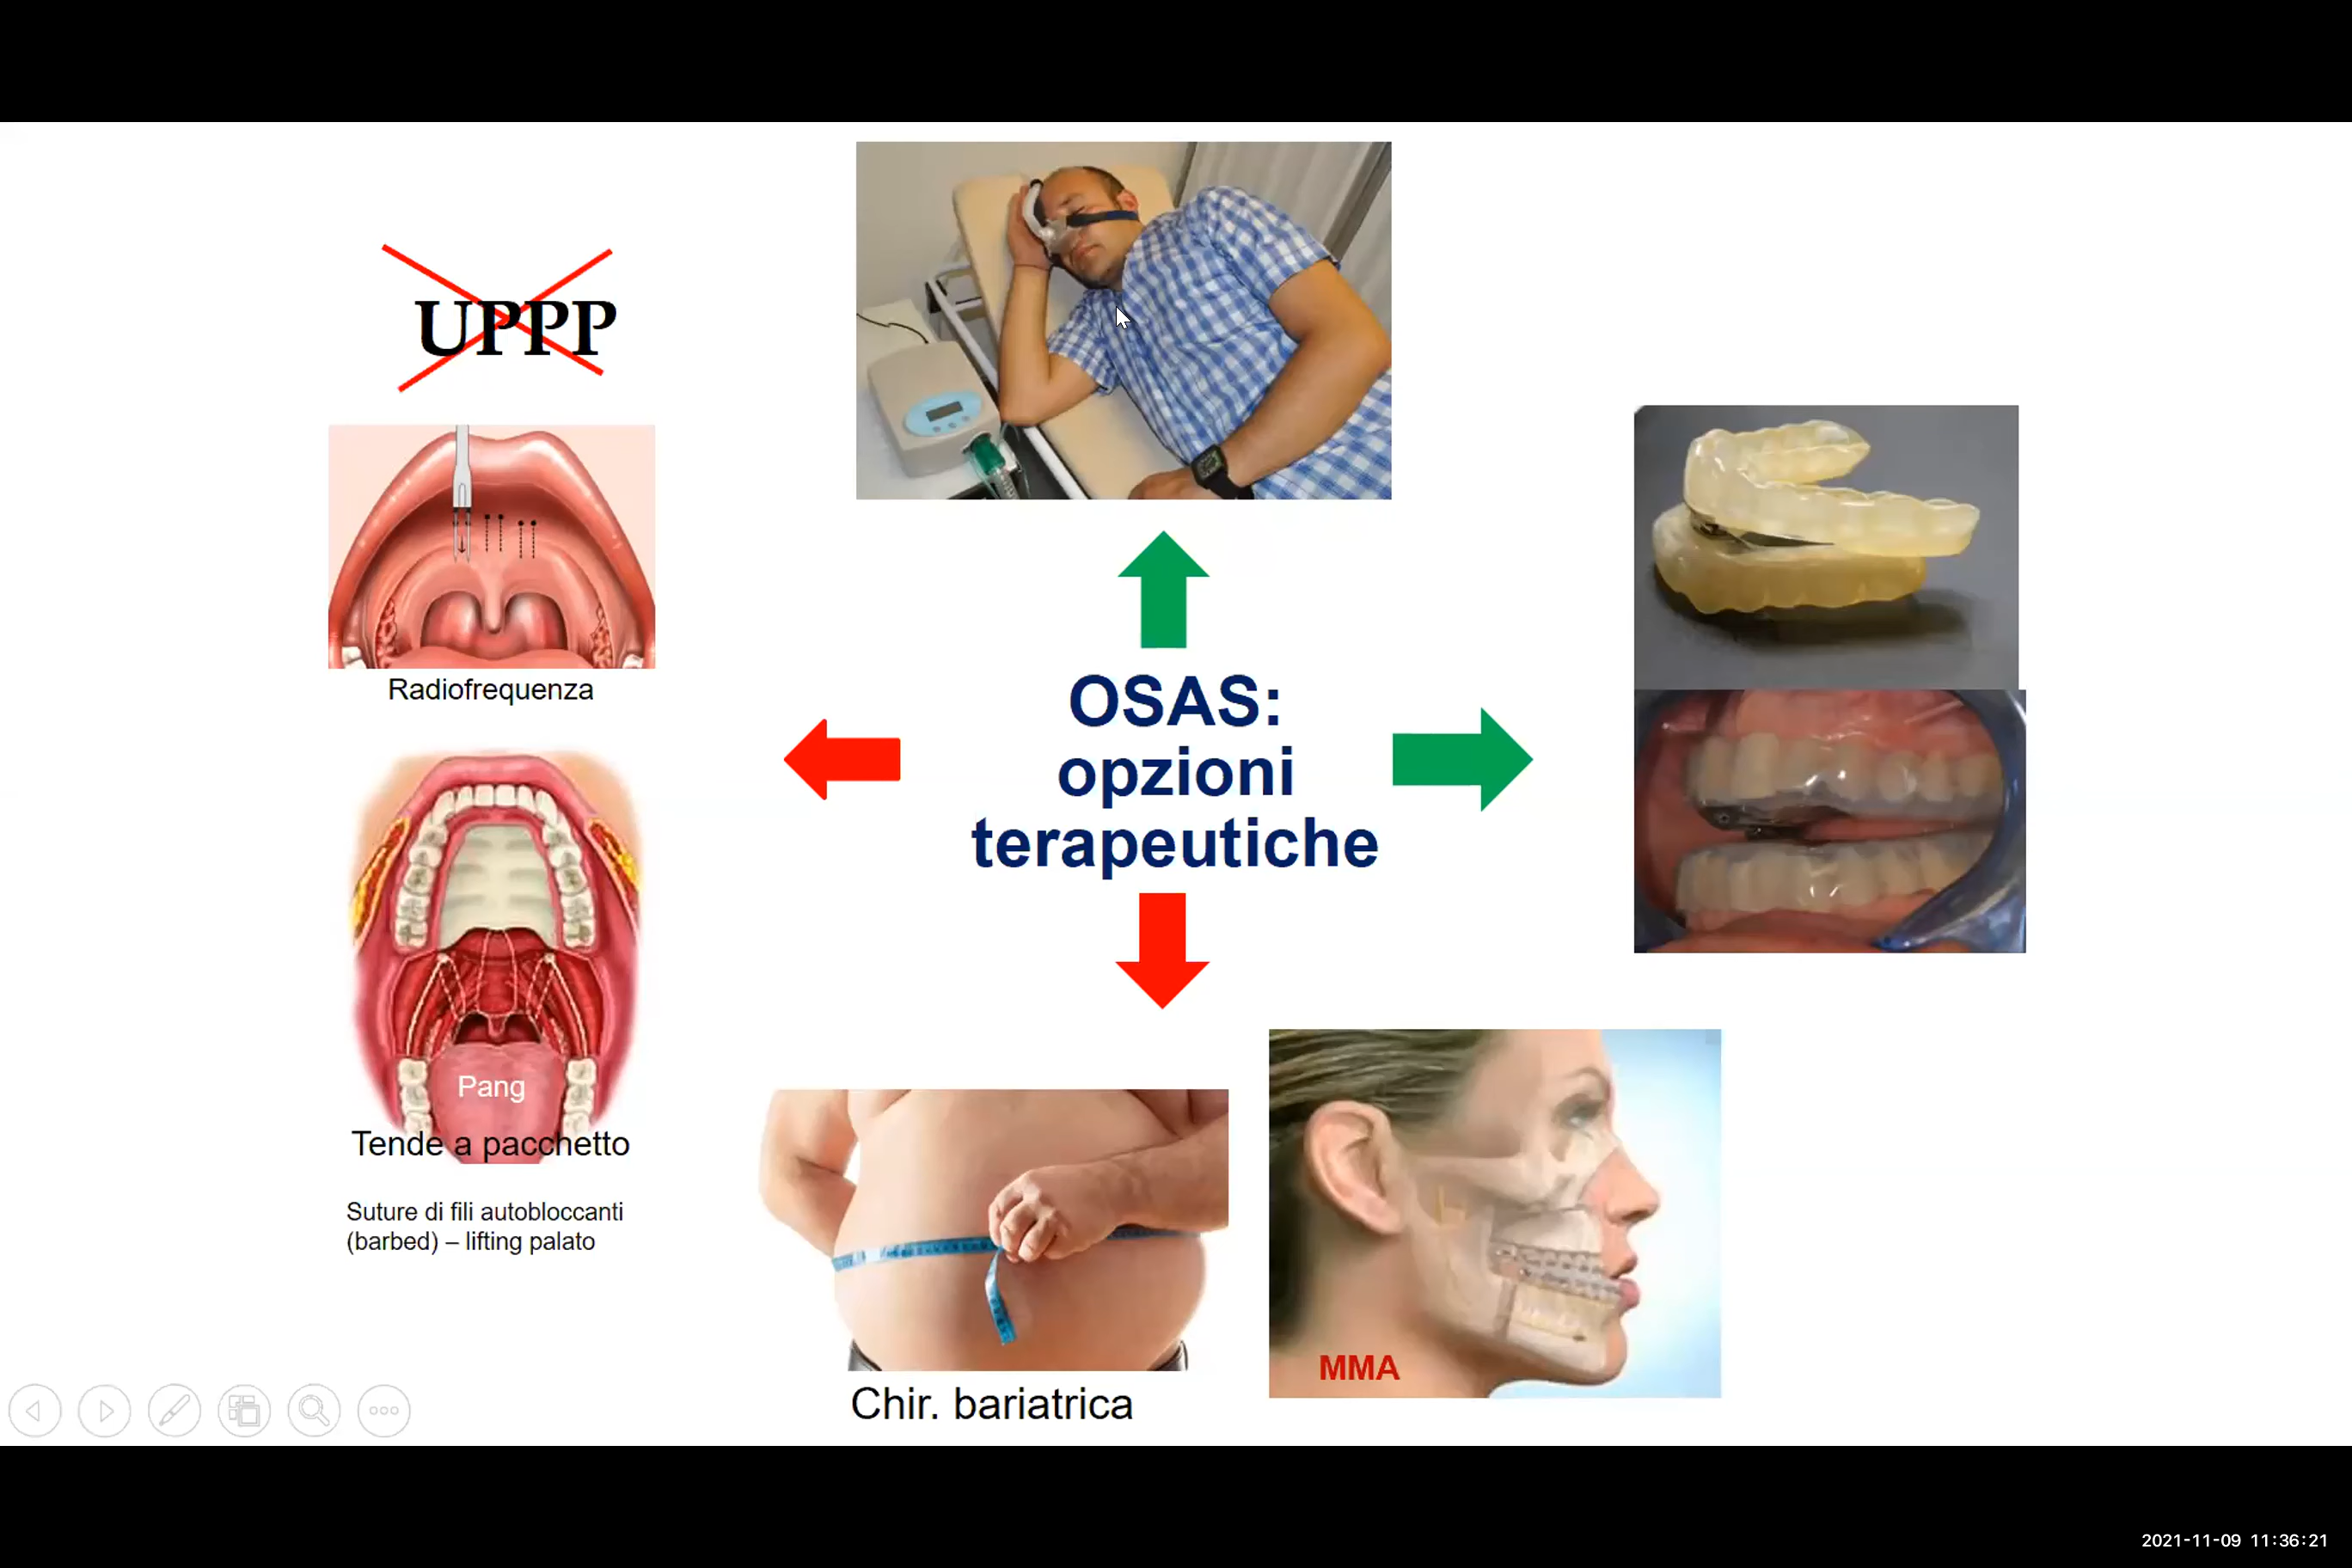 UPPP
Radiofrequenza
OSAS:
opzioni
terapeutiche
Pang
Tende a pacchetto
Suture di fili autobloccanti
(barbed) – lifting palato
Chir. bariatrica
MMA
2021-11-09 11:36:21